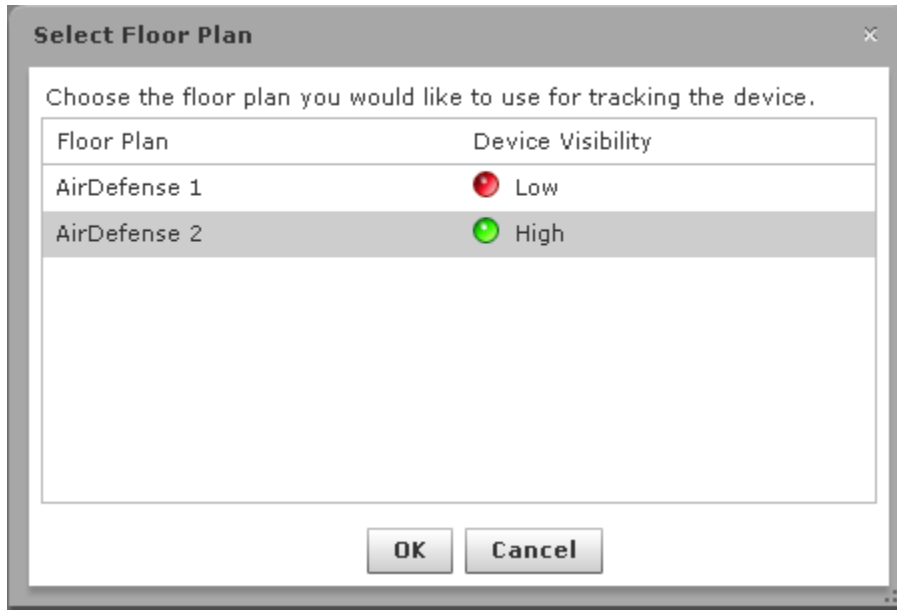 Select Floor Plan
Choose the floor plan you would like to use for tracking the device.
Floor Plan Device Visibility
AirDefense 1 Low
AirDefense 2 High
OK Cancel